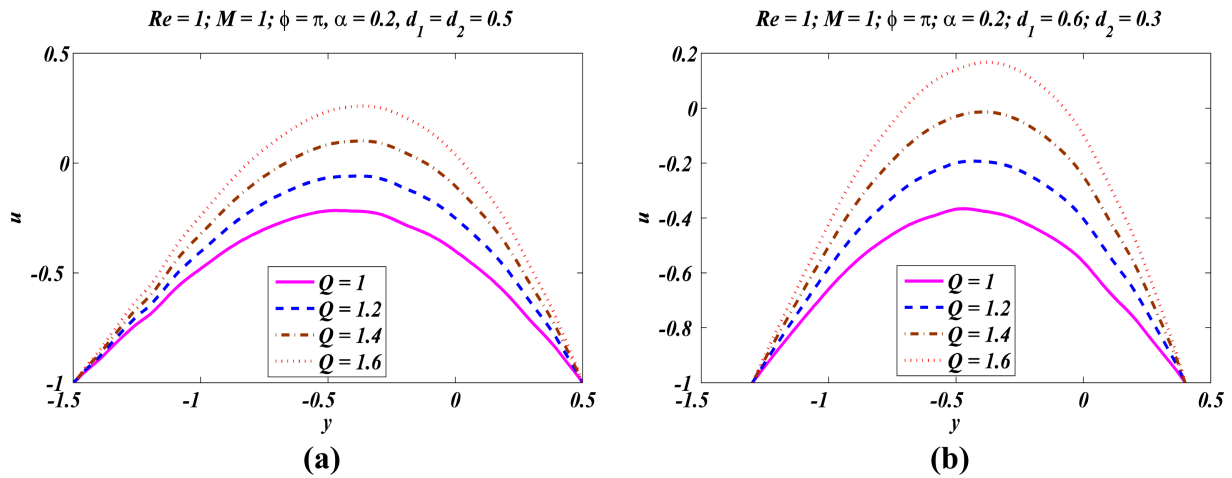 Re = 1; M = 1; ϕ = π, α = 0.2, d₁ = d₂ = 0.5
0.5
0
-0.5
-1
u
-1.5 -1 -0.5 0 0.5
y
Q = 1
Q = 1.2
Q = 1.4
Q = 1.6
(a)
Re = 1; M = 1; ϕ = π; α = 0.2; d₁ = 0.6; d₂ = 0.3
0.2
0
-0.2
-0.4
-0.6
-0.8
-1
u
-1.5 -1 -0.5 0 0.5
y
Q = 1
Q = 1.2
Q = 1.4
Q = 1.6
(b)